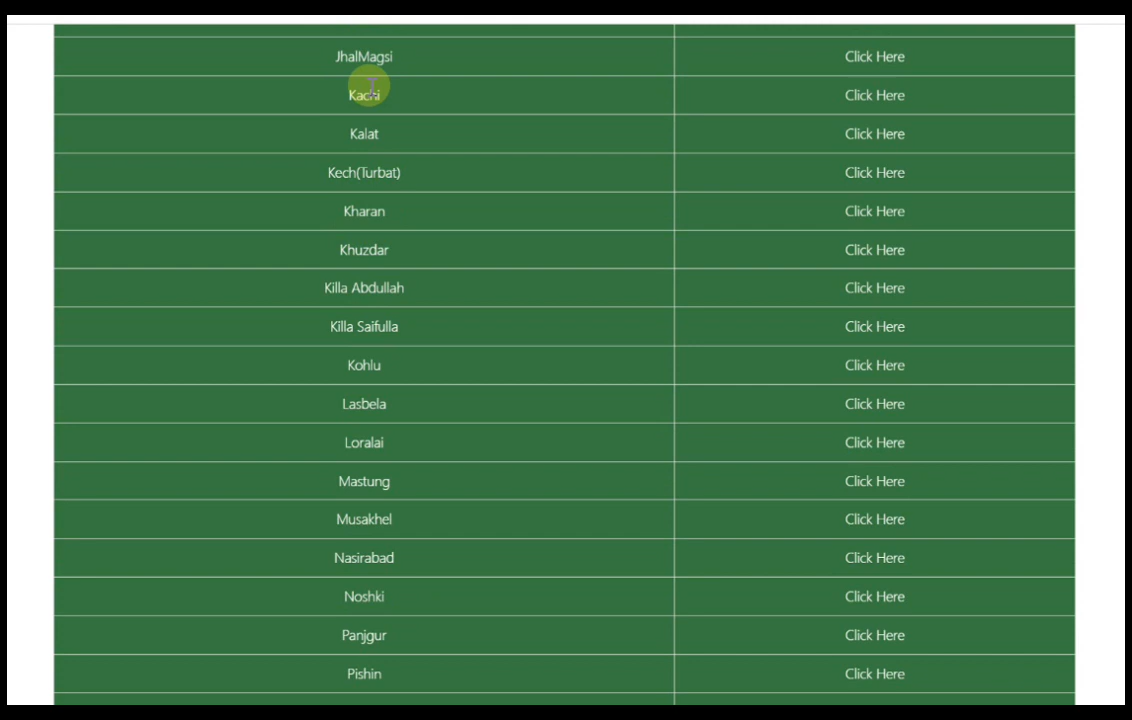 JhalMagsi Click Here
Kachi Click Here
Kalat Click Here
Kech(Turbat) Click Here
Kharan Click Here
Khuzdar Click Here
Killa Abdullah Click Here
Killa Saifulla Click Here
Kohlu Click Here
Lasbela Click Here
Loralai Click Here
Mastung Click Here
Musakhel Click Here
Nasirabad Click Here
Noshki Click Here
Panjgur Click Here
Pishin Click Here